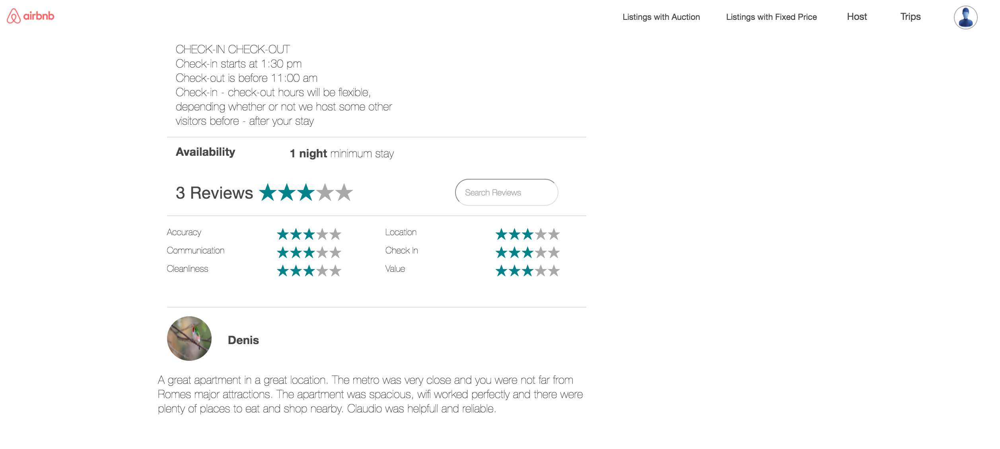 airbnb
Listings with Auction
Listings with Fixed Price
Host
Trips
CHECK-IN CHECK-OUT
Check-in starts at 1:30 pm
Check-out is before 11:00 am
Check-in - check-out hours will be flexible,
depending whether or not we host some other
visitors before - after your stay
Availability
1 night minimum stay
3 Reviews
Search Reviews
Accuracy
Location
Communication
Check In
Cleanliness
Value
Denis
A great apartment in a great location. The metro was very close and you were not far from
Romes major attractions. The apartment was spacious, wifi worked perfectly and there were
plenty of places to eat and shop nearby. Claudio was helpfull and reliable.